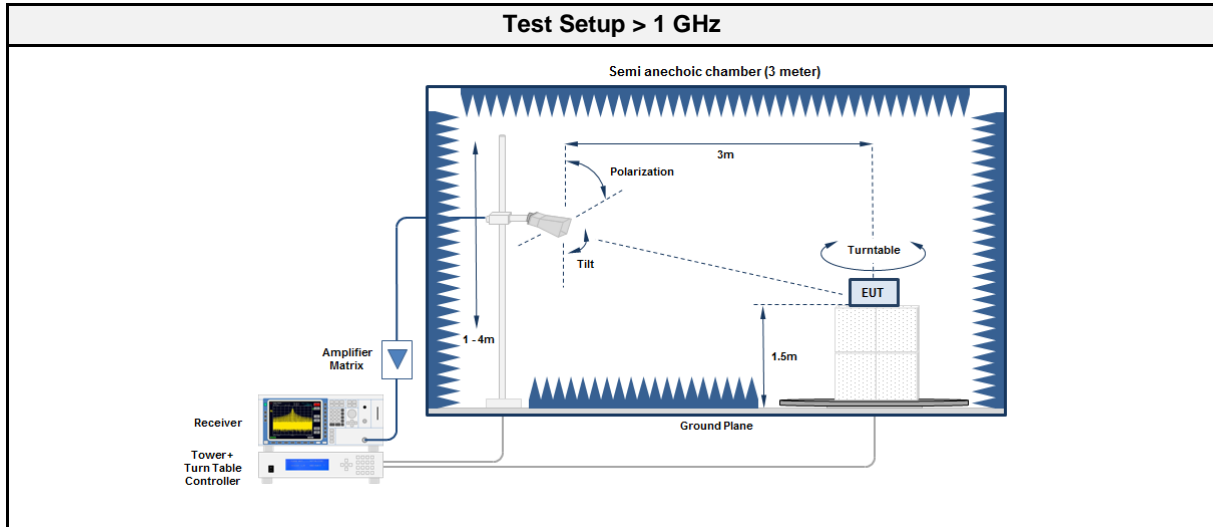 Test Setup > 1 GHz
Semi anechoic chamber (3 meter)
3m
Polarization
Tilt
Turntable
EUT
1 - 4m
1.5m
Amplifier
Matrix
Ground Plane
Receiver
Tower+
Turn Table
Controller